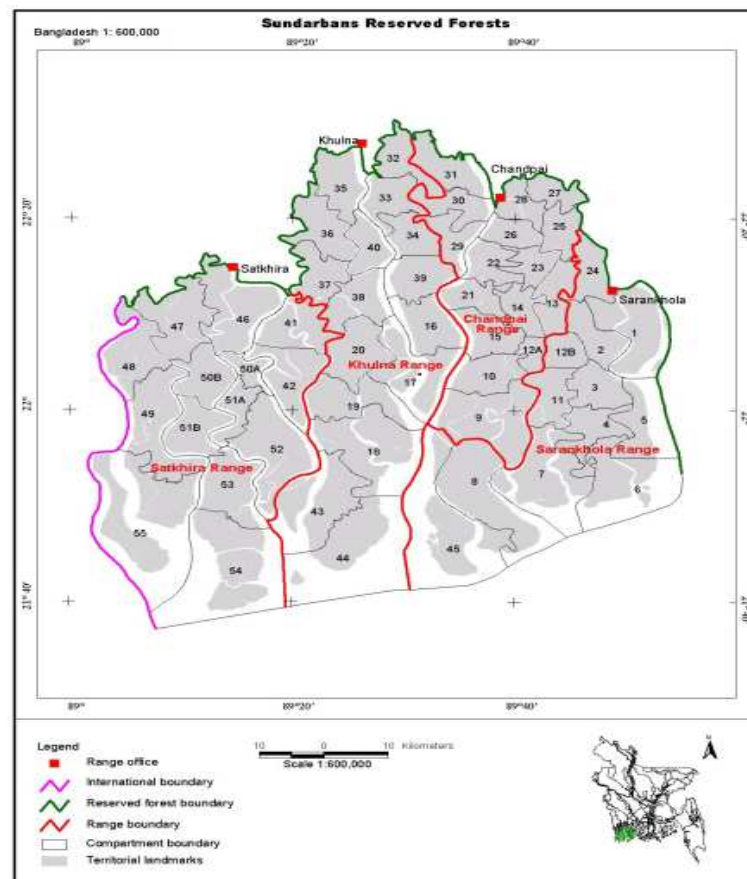 Sundarbans Reserved Forests
Bangladesh 1: 600,000
89° 89°20' 89°40'
Khulna
32
31
Chandpai
35
33
30
28
27
22°20'
36
34
40
29
26
25
22
23
24
Satkhira
37
39
38
21
14
13
Sarankhola
47
46
41
16
Chandpai
Range
15
1
48
20
12A
12B
2
50A
50B
42
Khulna Range
17
10
3
49
51A
19
9
11
5
22°
51B
4
52
18
Sarankhola Range
Satkhira Range
53
8
7
6
43
55
44
45
54
21°40'
89° 89°20' 89°40'
Legend
Range office
International boundary
Reserved forest boundary
Range boundary
Compartment boundary
Territorial landmarks
10 0 10 Kilometers
Scale 1:600,000
N